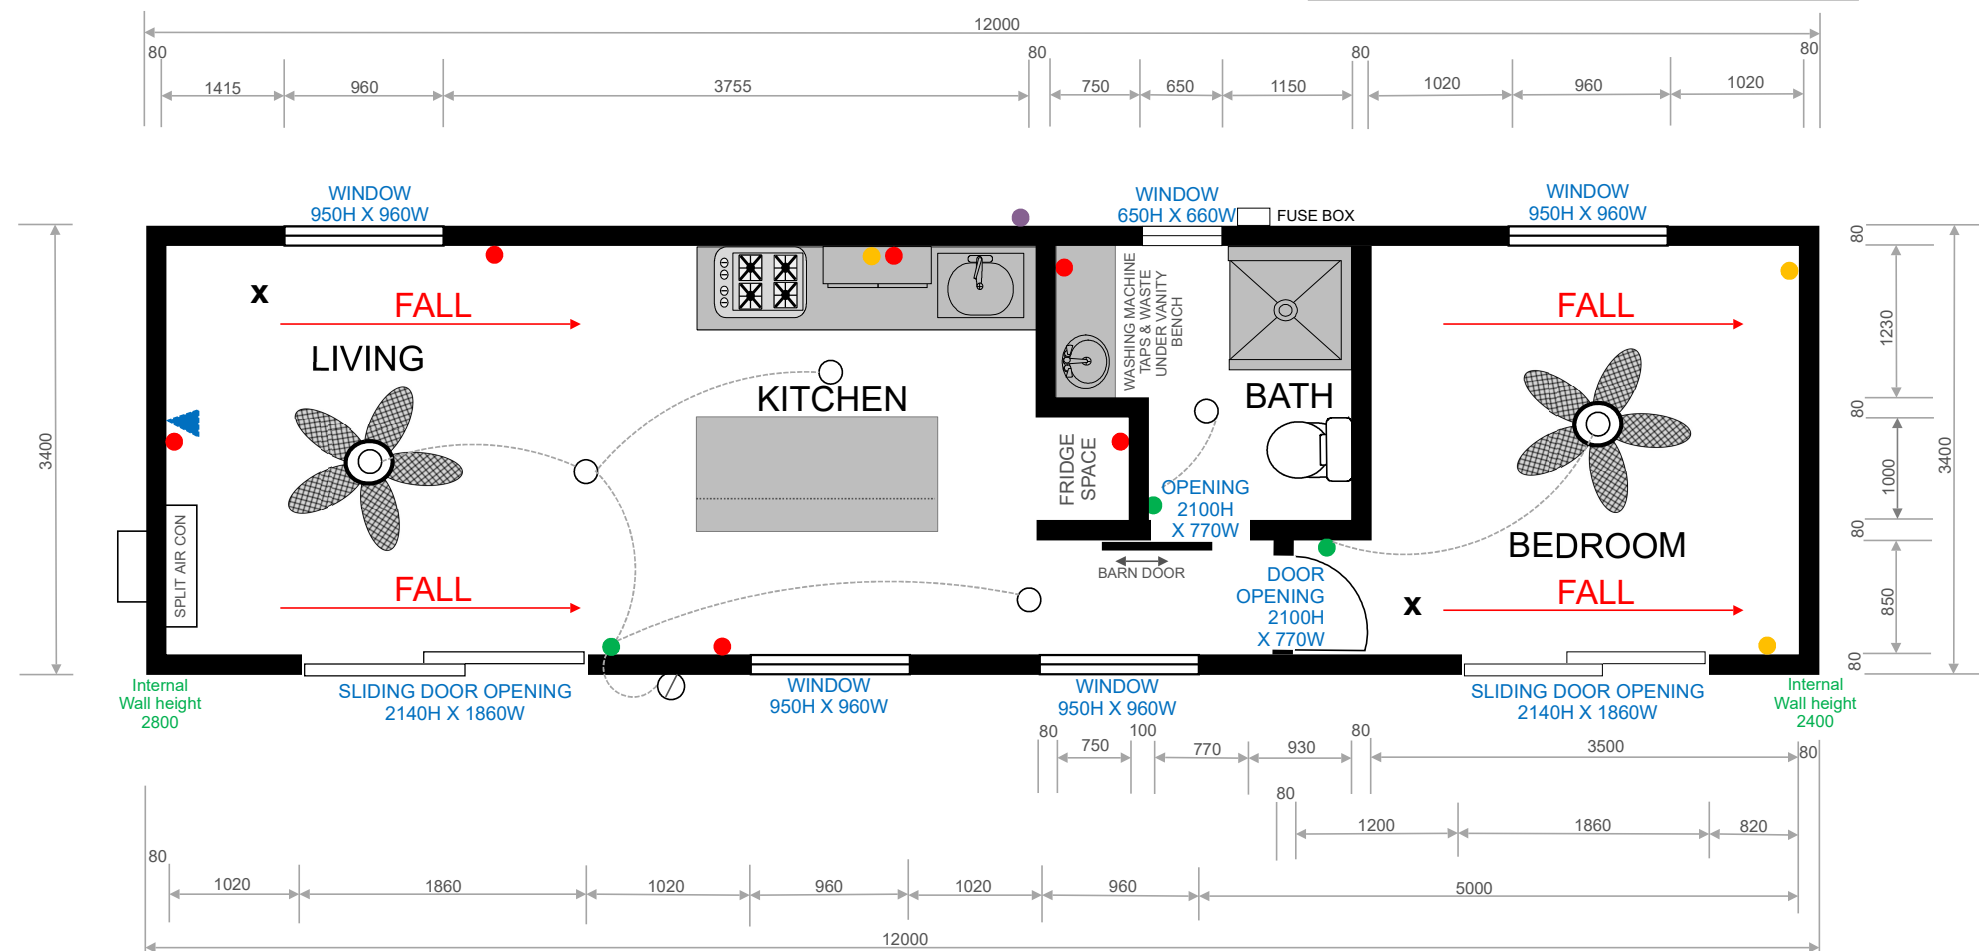 12000
80
80
80
80
1415
960
3755
750
650
1150
1020
960
1020
WINDOW
950H X 960W
WINDOW
650H X 660W
FUSE BOX
WINDOW
950H X 960W
3400
x
FALL
LIVING
KITCHEN
WASHING MACHINE
TAPS & WASTE
UNDER VANITY
BENCH
BATH
FRIDGE
SPACE
OPENING
2100H
X 770W
BARN DOOR
DOOR
OPENING
2100H
X 770W
SPLIT AIR CON
FALL
FALL
BEDROOM
x
FALL
80
1230
80
1000
80
850
80
3400
Internal
Wall height
2800
SLIDING DOOR OPENING
2140H X 1860W
WINDOW
950H X 960W
WINDOW
950H X 960W
SLIDING DOOR OPENING
2140H X 1860W
Internal
Wall height
2400
80
750
100
770
930
80
3500
80
80
1200
1860
820
80
1020
1860
1020
960
1020
960
5000
12000